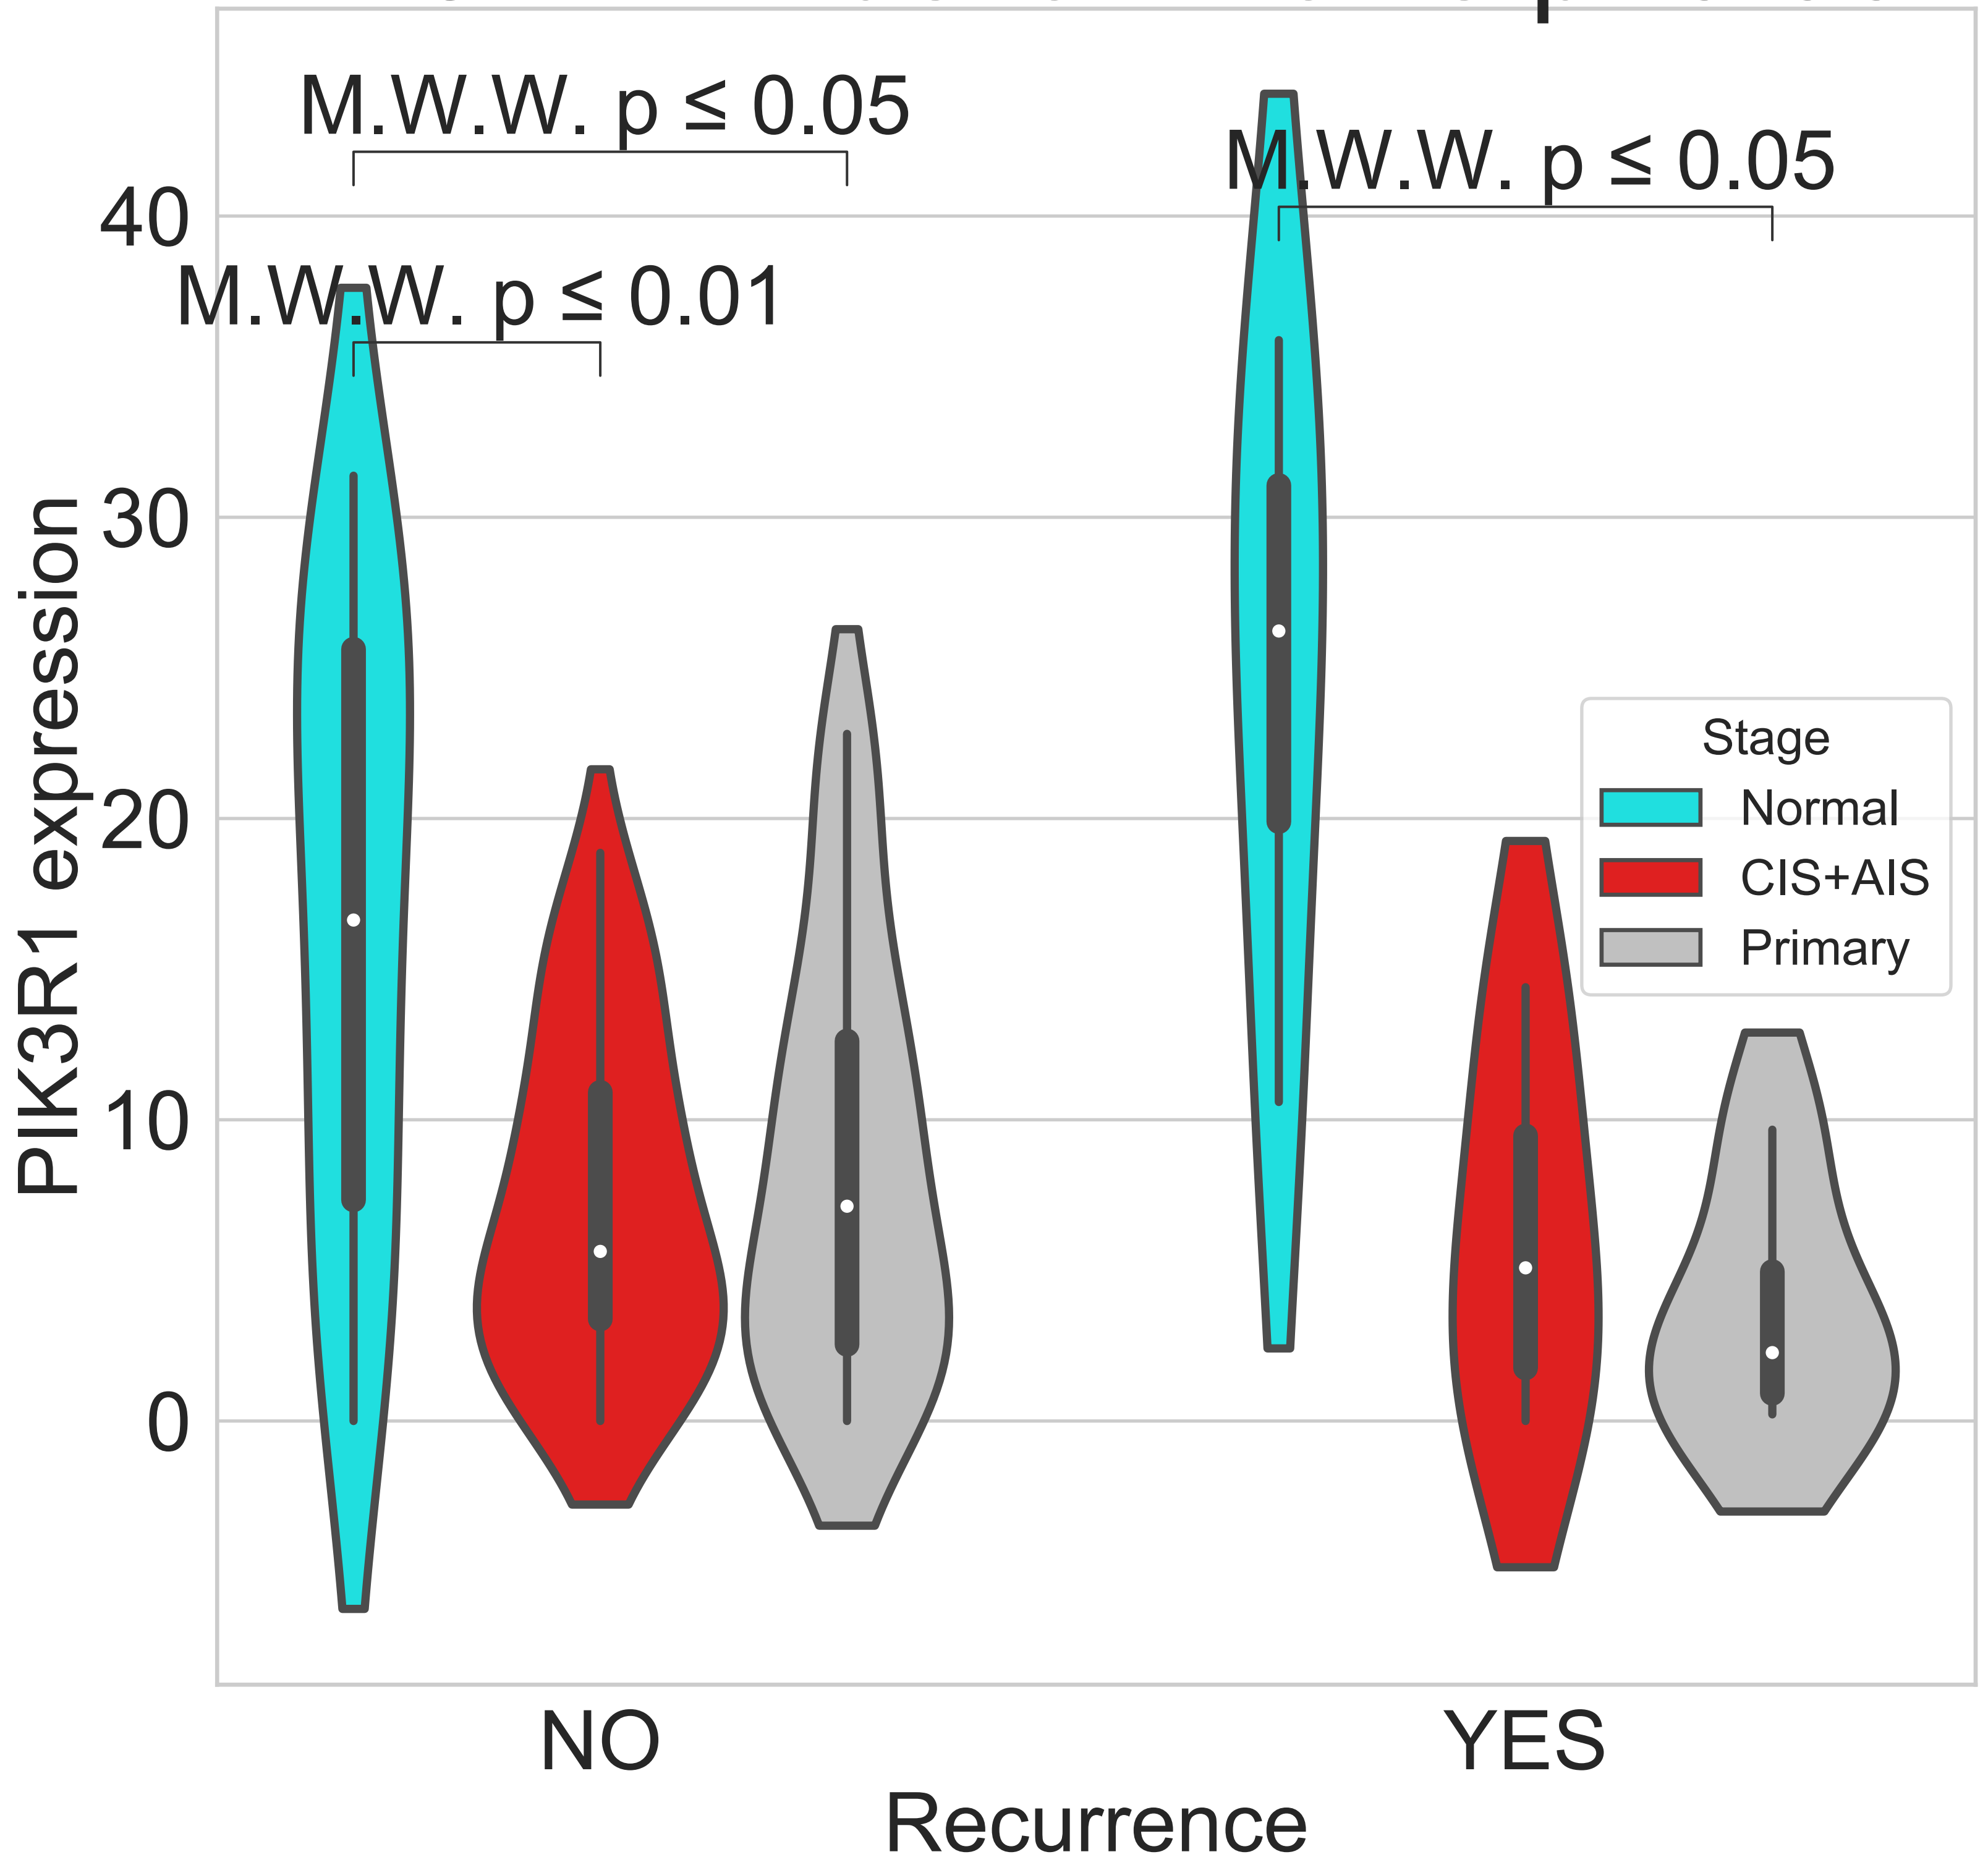 M.W.W. p ≤ 0.05
M.W.W. p ≤ 0.05
M.W.W. p ≤ 0.01
40
30
20
10
0
PIK3R1 expression
Stage
Normal
CIS+AIS
Primary
NO
YES
Recurrence